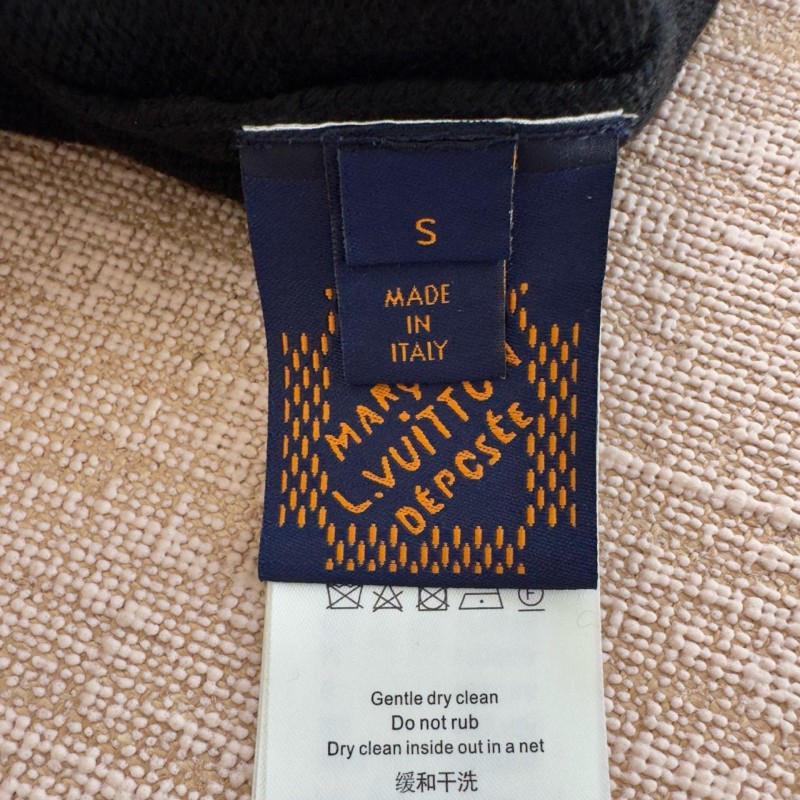 S
MADE
IN
ITALY
L.VUITTON
DÉPOSÉE
F
Gentle dry clean
Do not rub
Dry clean inside out in a net
缓和干洗